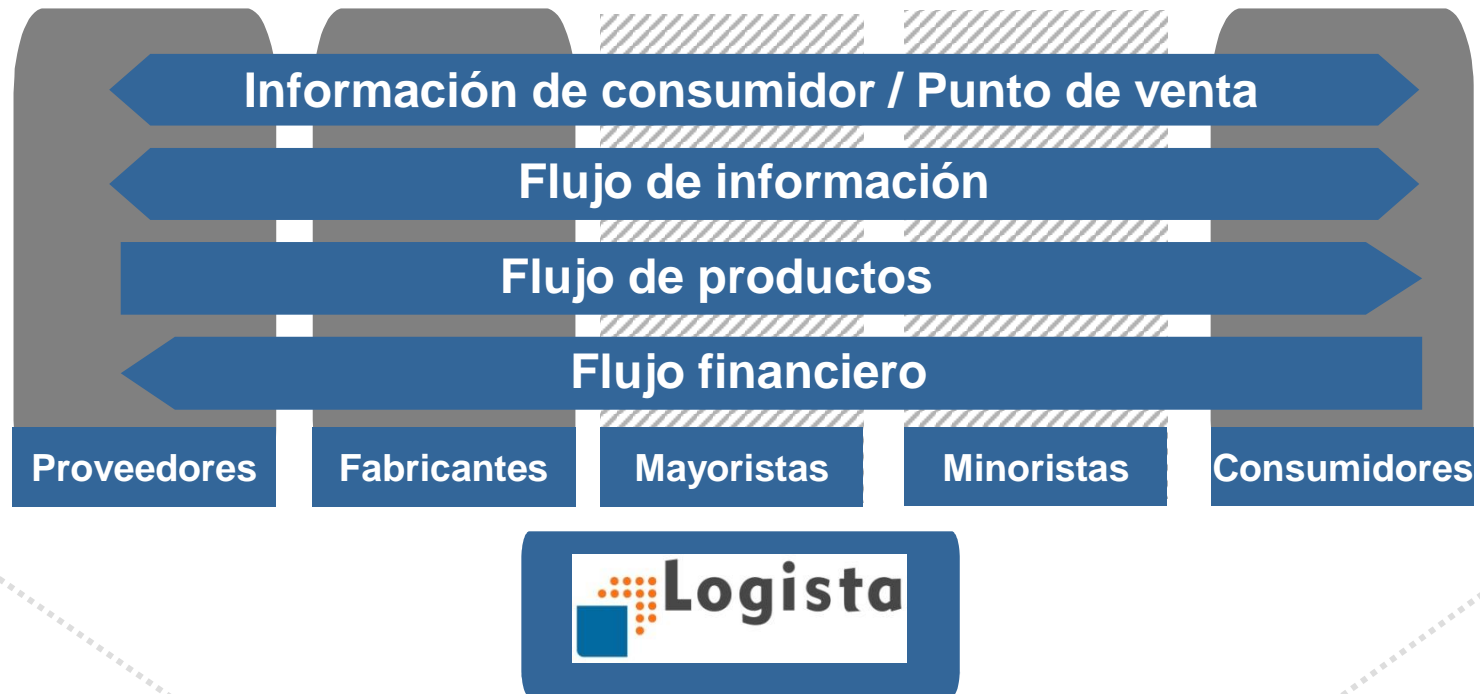 Información de consumidor / Punto de venta
Flujo de información
Flujo de productos
Flujo financiero
Proveedores
Fabricantes
Mayoristas
Minoristas
Consumidores
Logista